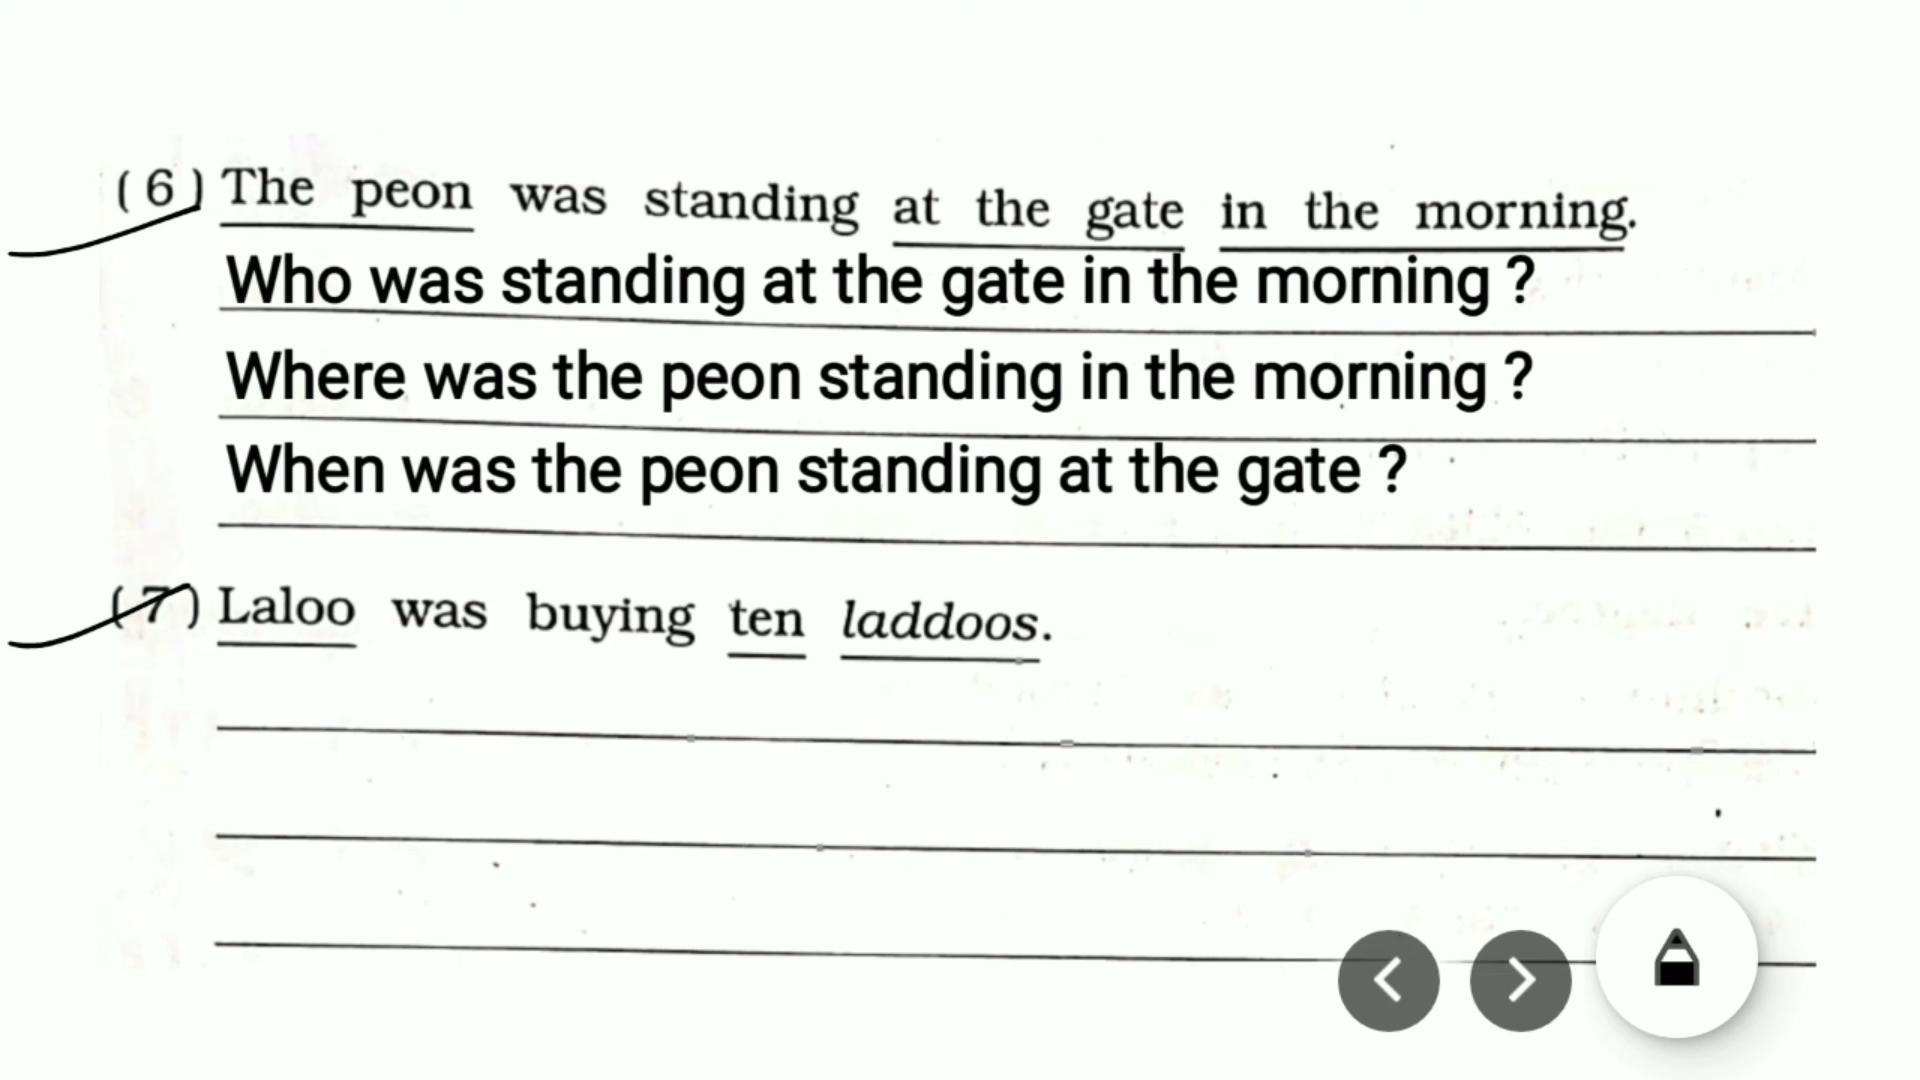 ( 6 ) The peon was standing at the gate in the morning.
Who was standing at the gate in the morning ?
Where was the peon standing in the morning ?
When was the peon standing at the gate ?
( 7 ) Laloo was buying ten laddoos.